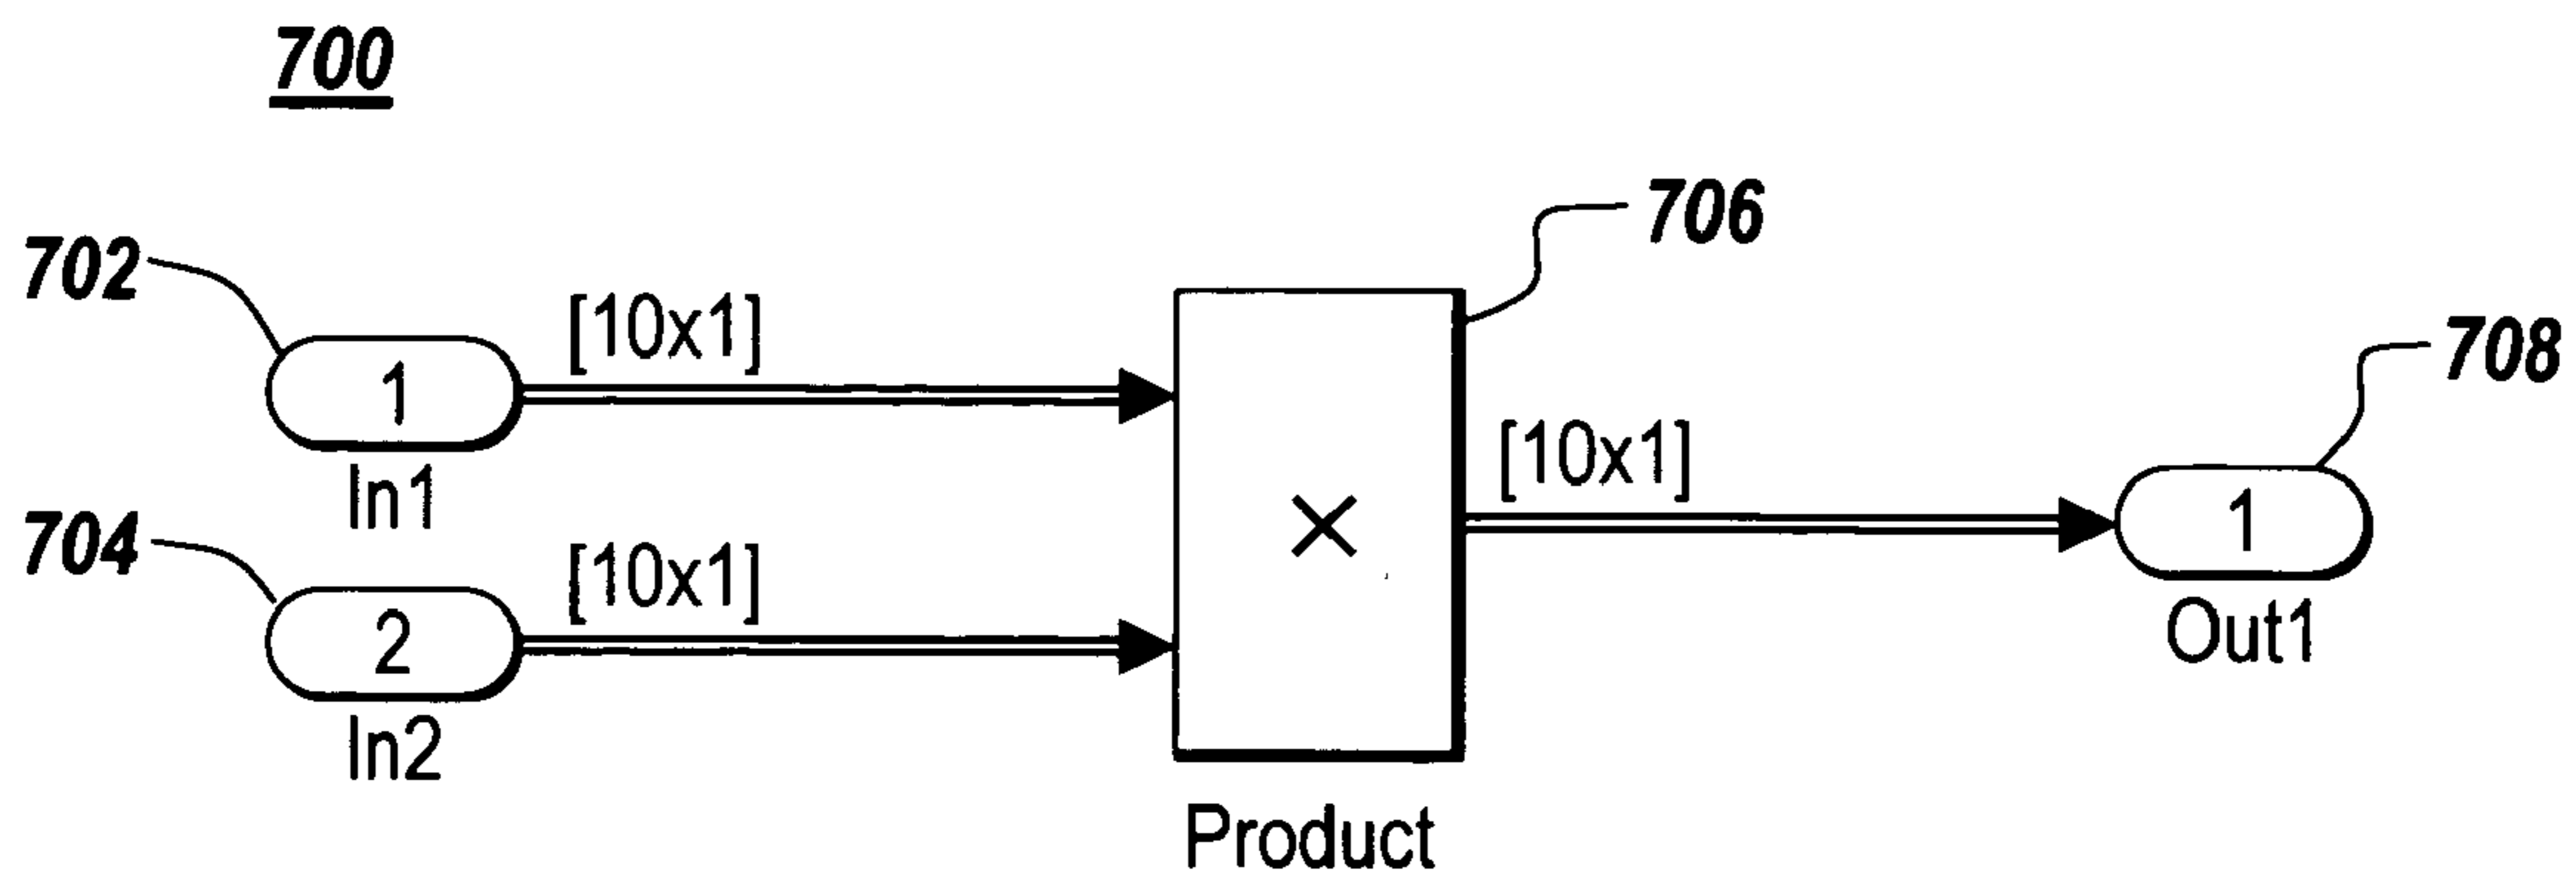 700
706
702
[10x1]
708
1
In1
[10x1]
1
704
[10x1]
×
2
Out1
In2
Product